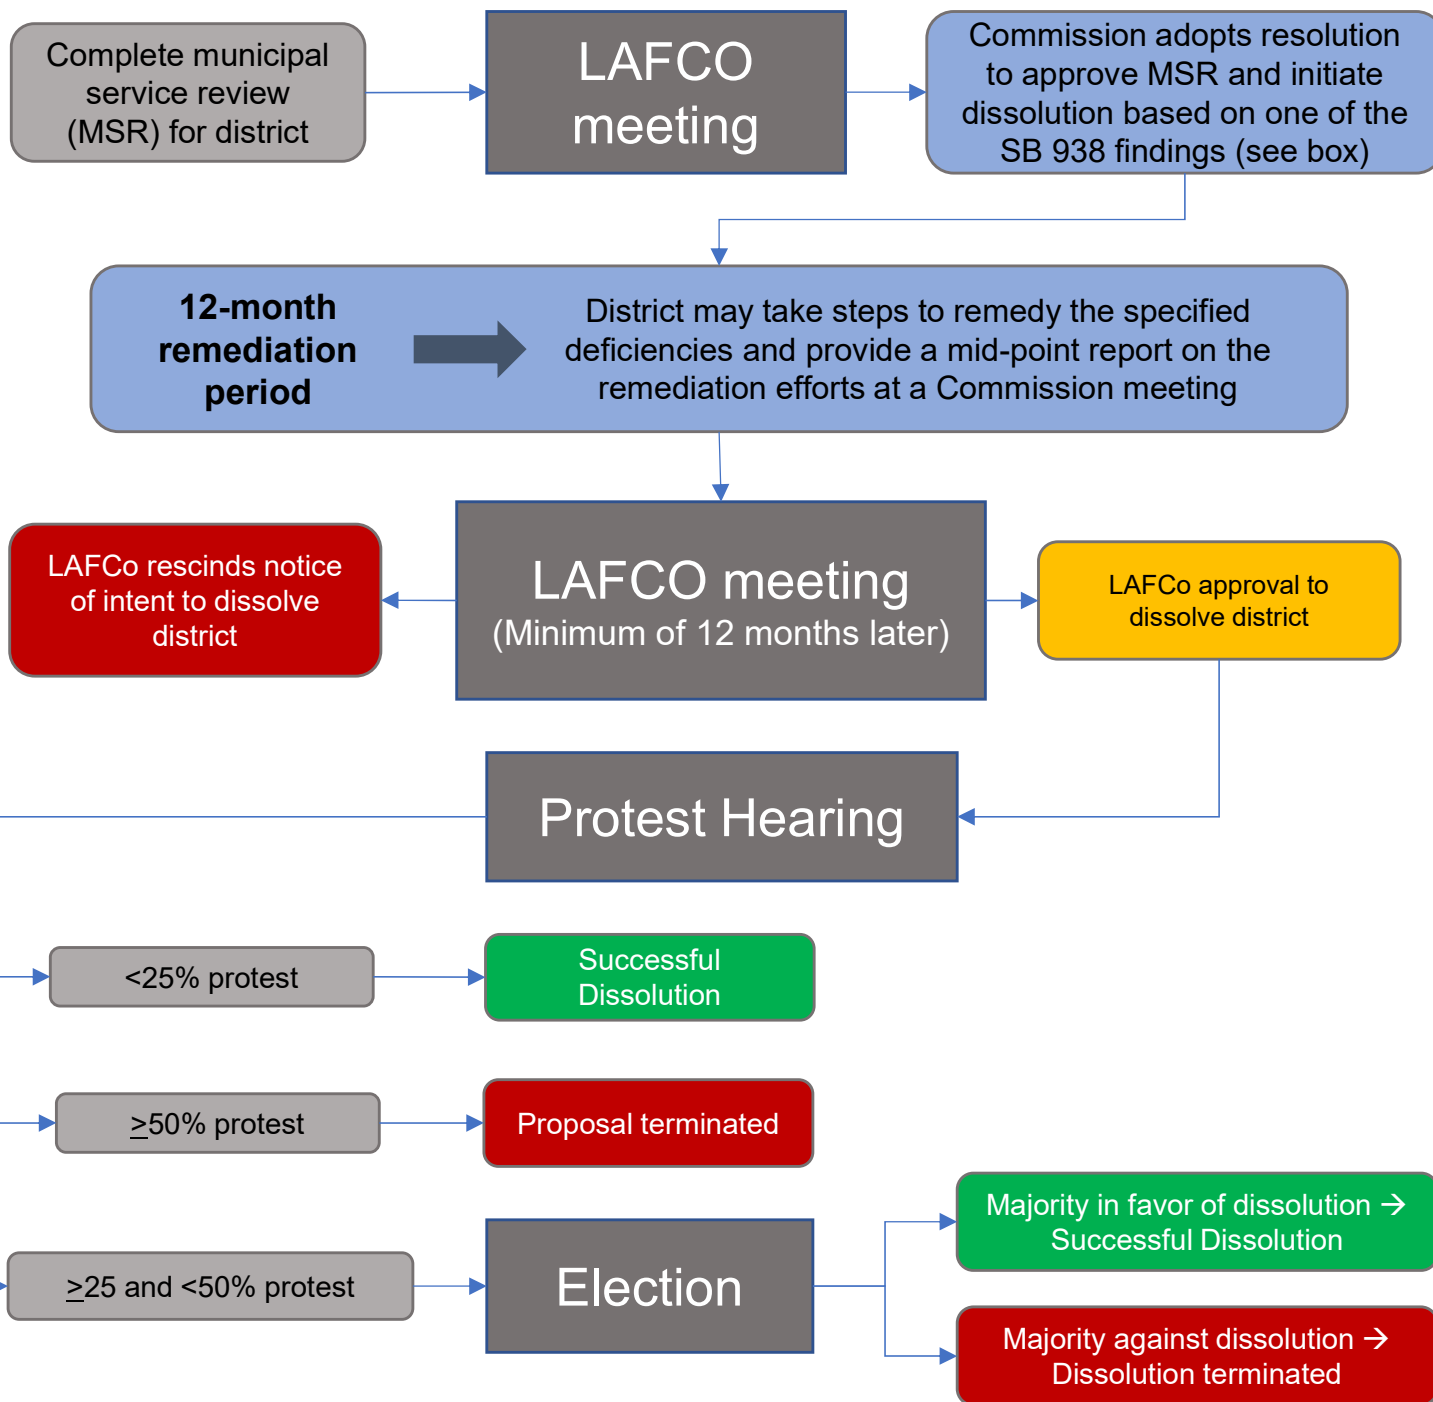 Complete municipal
service review
(MSR) for district
LAFCO
meeting
Commission adopts resolution
to approve MSR and initiate
dissolution based on one of the
SB 938 findings (see box)
12-month
remediation
period
District may take steps to remedy the specified
deficiencies and provide a mid-point report on the
remediation efforts at a Commission meeting
LAFCo rescinds notice
of intent to dissolve
district
LAFCO meeting
(Minimum of 12 months later)
LAFCo approval to
dissolve district
Protest Hearing
<25% protest
Successful
Dissolution
≥50% protest
Proposal terminated
≥25 and <50% protest
Election
Majority in favor of dissolution →
Successful Dissolution
Majority against dissolution →
Dissolution terminated